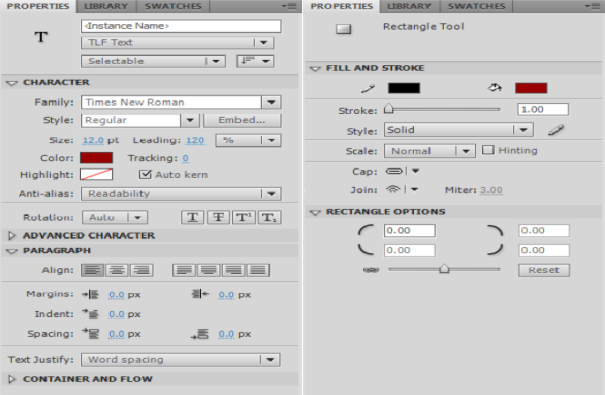 PROPERTIES LIBRARY SWATCHES
<Instance Name>
T
TLF Text
Selectable
CHARACTER
Family: Times New Roman
Style: Regular Embed...
Size: 12.0 pt Leading: 120 %
Color: Tracking: 0
Highlight: Auto kern
Anti-alias: Readability
Rotation: Auto T T T¹ T₁
ADVANCED CHARACTER
PARAGRAPH
Align:
Margins: 0.0 px 0.0 px
Indent: 0.0 px
Spacing: 0.0 px 0.0 px
Text Justify: Word spacing
CONTAINER AND FLOW
PROPERTIES LIBRARY SWATCHES
Rectangle Tool
FILL AND STROKE
Stroke: 1.00
Style: Solid
Scale: Normal Hinting
Cap:
Join: Miter: 3.00
RECTANGLE OPTIONS
0.00 0.00
0.00 0.00
Reset